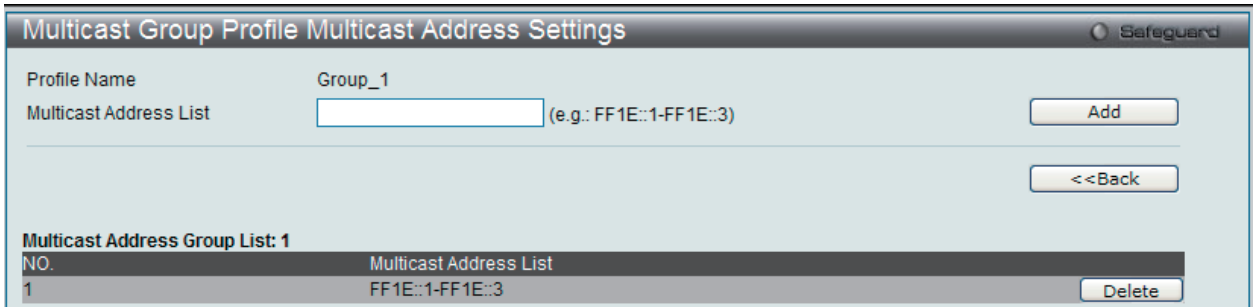 Multicast Group Profile Multicast Address Settings Safeguard
Profile Name Group_1
Multicast Address List (e.g.: FF1E::1-FF1E::3) Add
<<Back
Multicast Address Group List: 1
NO. Multicast Address List
1 FF1E::1-FF1E::3 Delete